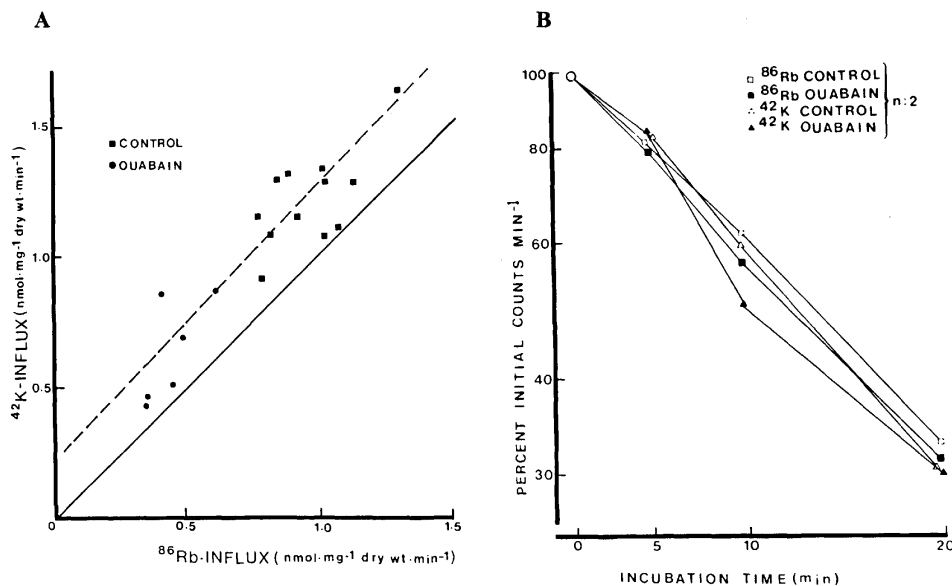 A
⁴²K-INFLUX (nmol·mg⁻¹ dry wt·min⁻¹)
1.5
1.0
0.5
■ CONTROL
● OUABAIN
0
0.5
1.0
1.5
⁸⁶Rb-INFLUX (nmol·mg⁻¹ dry wt·min⁻¹)
B
PERCENT INITIAL COUNTS MIN⁻¹
100
80
60
40
30
□ ⁸⁶Rb CONTROL
■ ⁸⁶Rb OUABAIN
△ ⁴²K CONTROL
▲ ⁴²K OUABAIN
n:2
0
5
10
20
INCUBATION TIME (min)